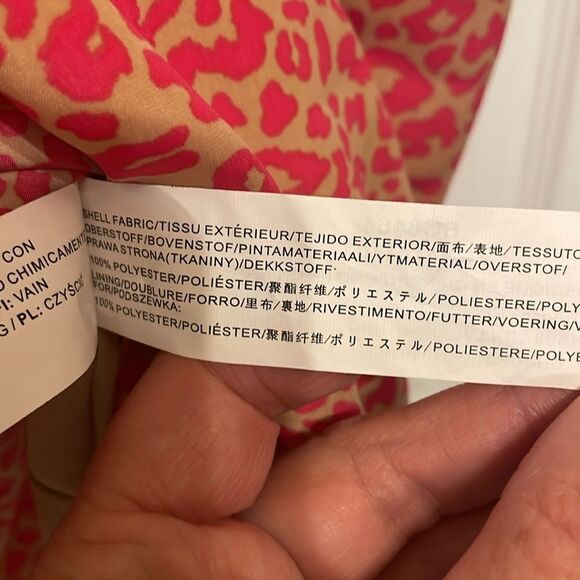 CON
CHIMICAMENT
: VAIN
G / PL: CZYŚCIĆ
SHELL FABRIC/TISSU EXTÉRIEUR/TEJIDO EXTERIOR/面布/表地/TESSUTO
OBERSTOFF/BOVENSTOF/PINTAMATERIAALI/YTMATERIAL/OVERSTOF/
PRAWA STRONA(TKANINY)/DEKKSTOFF:
100% POLYESTER/POLIÉSTER/聚酯纤维/ポリエステル/POLIESTERE/POLY
LINING/DOUBLURE/FORRO/里布/裏地/RIVESTIMENTO/FUTTER/VOERING/V
FOR/PODSZEWKA:
100% POLYESTER/POLIÉSTER/聚酯纤维/ポリエステル/POLIESTERE/POLYE